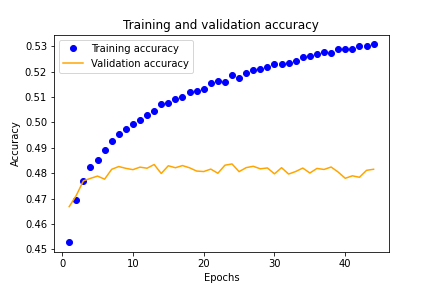 Training and validation accuracy
Training accuracy
Validation accuracy
0.53
0.52
0.51
0.50
0.49
0.48
0.47
0.46
0.45
Accuracy
0 10 20 30 40
Epochs